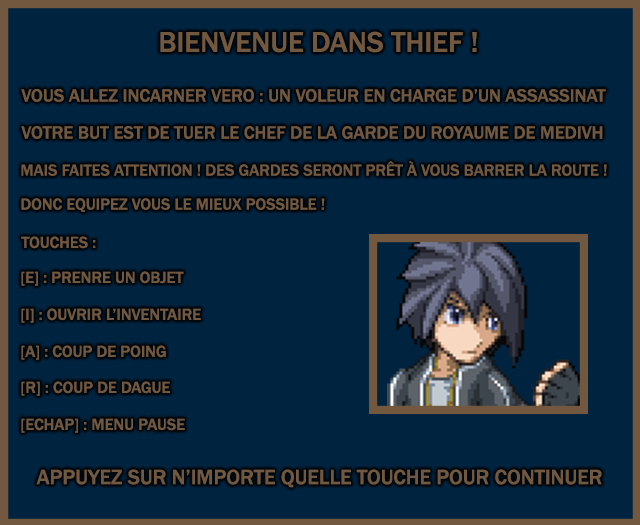 BIENVENUE DANS THIEF !
VOUS ALLEZ INCARNER VERO : UN VOLEUR EN CHARGE D'UN ASSASSINAT
VOTRE BUT EST DE TUER LE CHEF DE LA GARDE DU ROYAUME DE MEDIVH
MAIS FAITES ATTENTION ! DES GARDES SERONT PRÊT À VOUS BARRER LA ROUTE !
DONC EQUIPEZ VOUS LE MIEUX POSSIBLE !
TOUCHES :
[E] : PRENRE UN OBJET
[I] : OUVRIR L'INVENTAIRE
[A] : COUP DE POING
[R] : COUP DE DAGUE
[ECHAP] : MENU PAUSE
APPUYEZ SUR N'IMPORTE QUELLE TOUCHE POUR CONTINUER